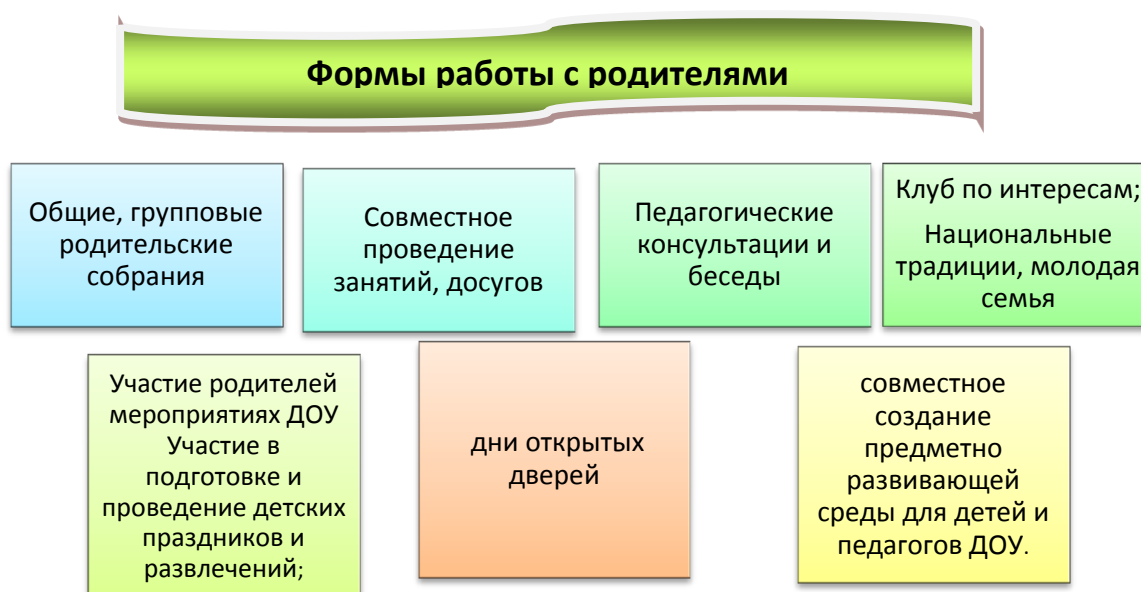 Формы работы с родителями
Общие, групповые
родительские
собрания
Совместное
проведение
занятий, досугов
Педагогические
консультации и
беседы
Клуб по интересам;
Национальные
традиции, молодая
семья
Участие родителей
мероприятиях ДОУ
Участие в
подготовке и
проведение детских
праздников и
развлечений;
дни открытых
дверей
совместное
создание
предметно
развивающей
среды для детей и
педагогов ДОУ.